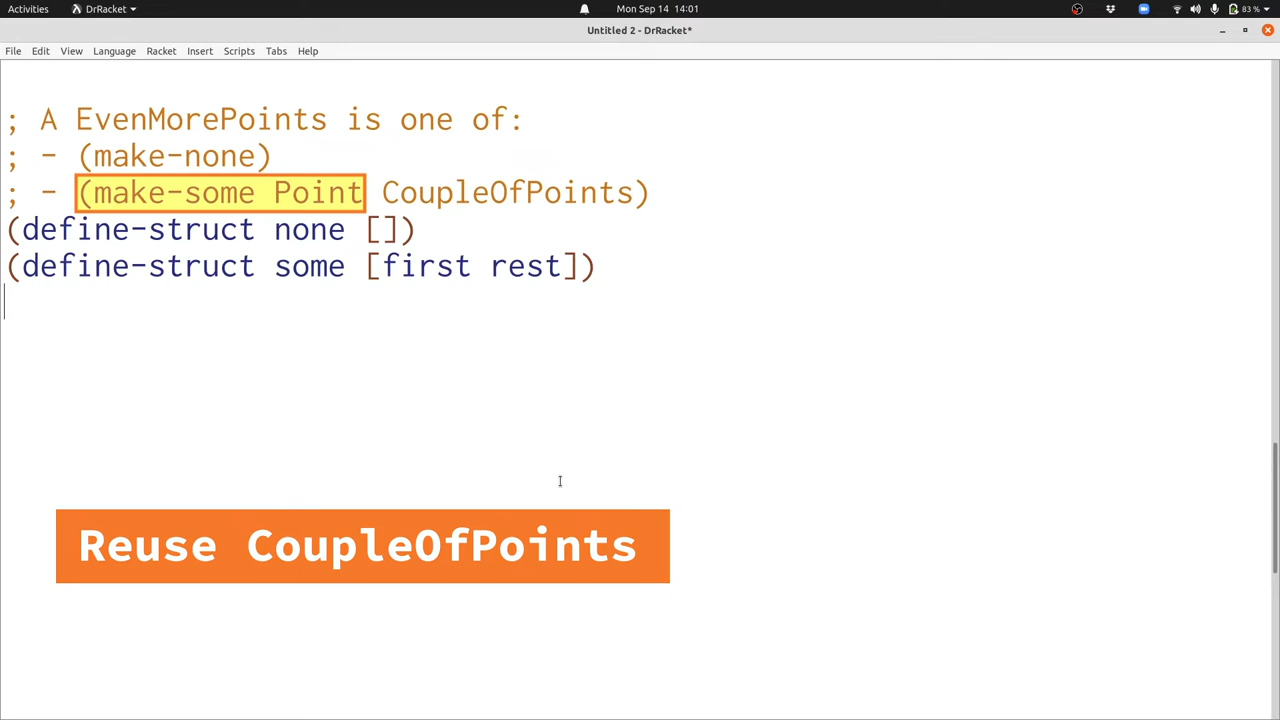 Activities DrRacket Mon Sep 14 14:01 83 %
Untitled 2 - DrRacket*
File Edit View Language Racket Insert Scripts Tabs Help
; A EvenMorePoints is one of:
; - (make-none)
; - (make-some Point CoupleOfPoints)
(define-struct none [])
(define-struct some [first rest])
Reuse CoupleOfPoints